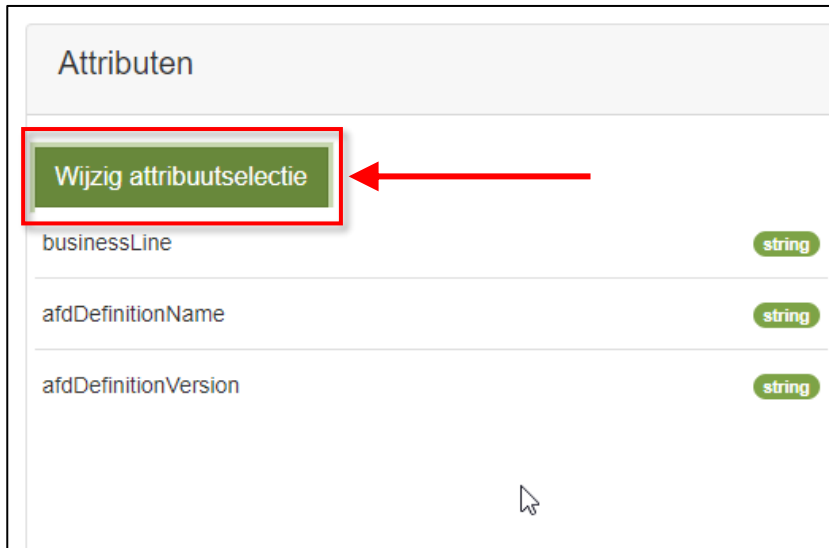 Attributen
Wijzig attribuutselectie
businessLine string
afdDefinitionName string
afdDefinitionVersion string